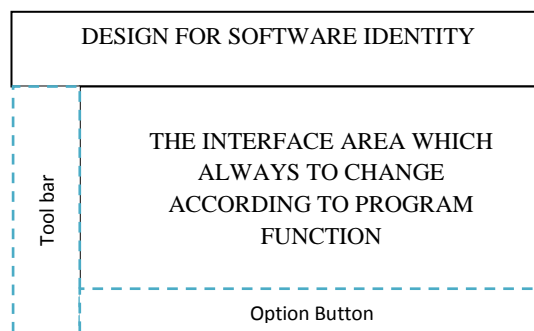 DESIGN FOR SOFTWARE IDENTITY
Tool bar
THE INTERFACE AREA WHICH
ALWAYS TO CHANGE
ACCORDING TO PROGRAM
FUNCTION
Option Button